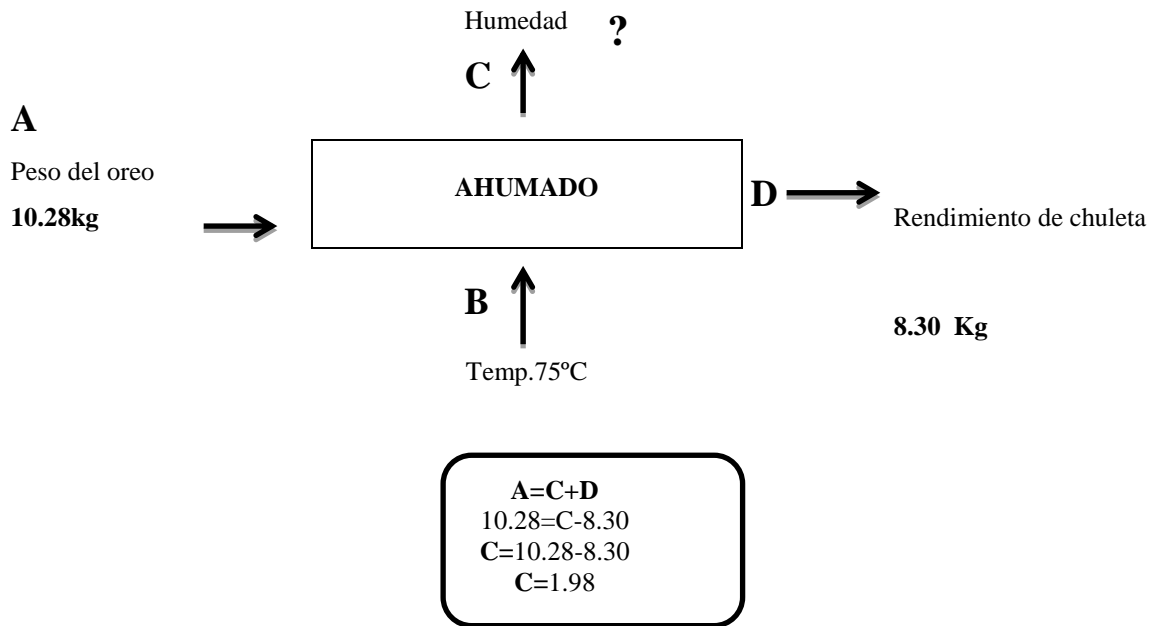 Humedad ?
C
A
Peso del oreo
10.28kg
AHUMADO
D
Rendimiento de chuleta
B
8.30 Kg
Temp.75ºC
A=C+D
10.28=C-8.30
C=10.28-8.30
C=1.98